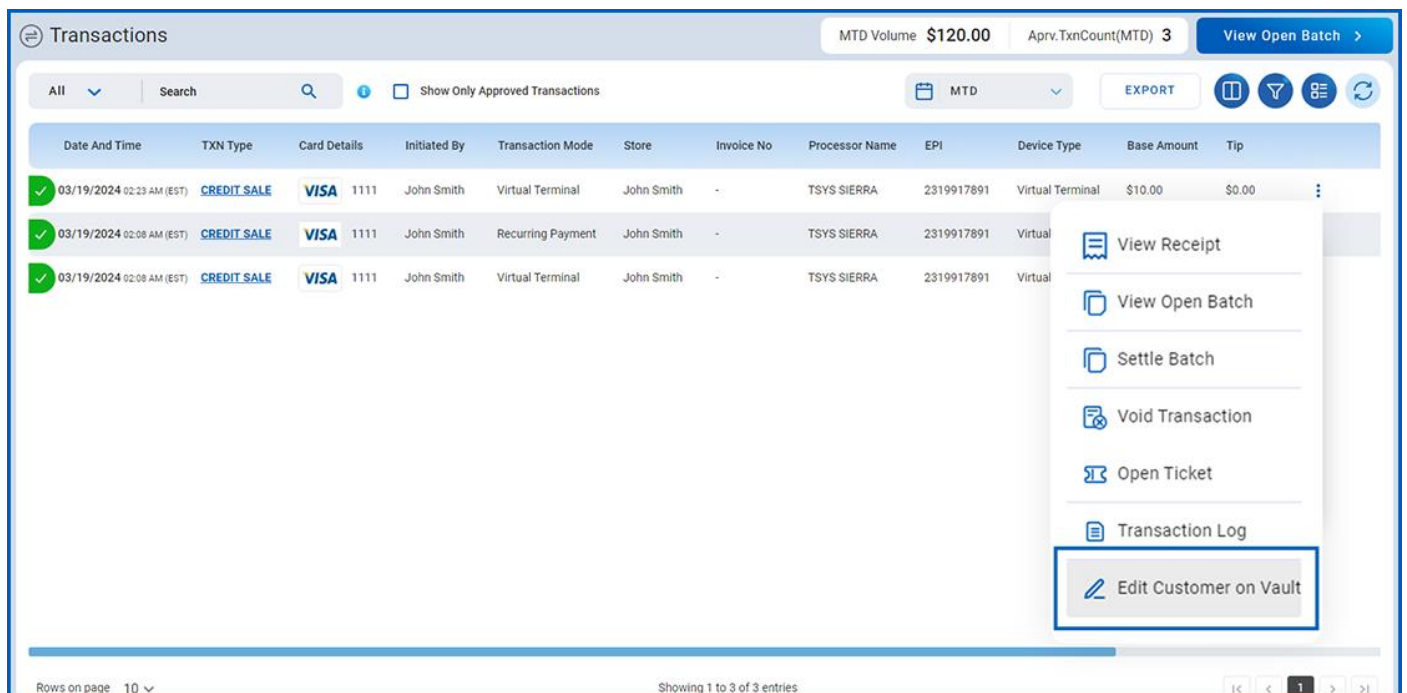 Transactions
MTD Volume $120.00
Aprv.TxnCount(MTD) 3
View Open Batch >
All
Search
Show Only Approved Transactions
MTD
EXPORT
Date And Time TXN Type Card Details Initiated By Transaction Mode Store Invoice No Processor Name EPI Device Type Base Amount Tip
03/19/2024 02:23 AM (EST) CREDIT SALE VISA 1111 John Smith Virtual Terminal John Smith - TSYS SIERRA 2319917891 Virtual Terminal $10.00 $0.00
03/19/2024 02:08 AM (EST) CREDIT SALE VISA 1111 John Smith Recurring Payment John Smith - TSYS SIERRA 2319917891 Virtual
03/19/2024 02:08 AM (EST) CREDIT SALE VISA 1111 John Smith Virtual Terminal John Smith - TSYS SIERRA 2319917891 Virtual
View Receipt
View Open Batch
Settle Batch
Void Transaction
Open Ticket
Transaction Log
Edit Customer on Vault
Rows on page 10
Showing 1 to 3 of 3 entries
1